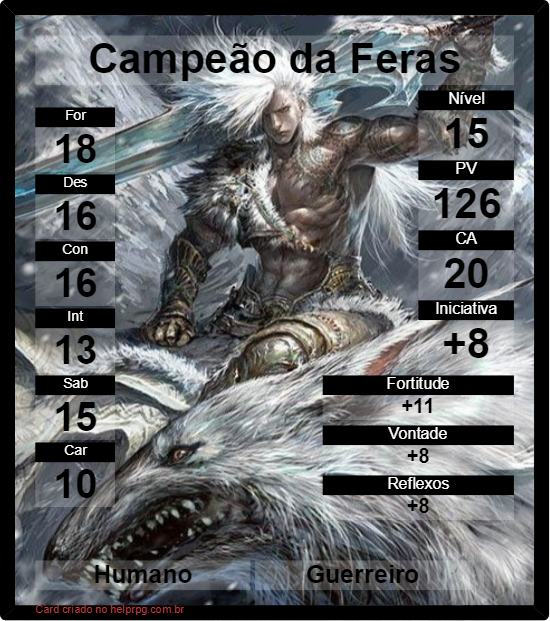 Campeão da Feras
For
18
Des
16
Con
16
Int
13
Sab
15
Car
10
Nível
15
PV
126
CA
20
Iniciativa
+8
Fortitude
+11
Vontade
+8
Reflexos
+8
Humano
Guerreiro
Card criado no helprpg.com.br